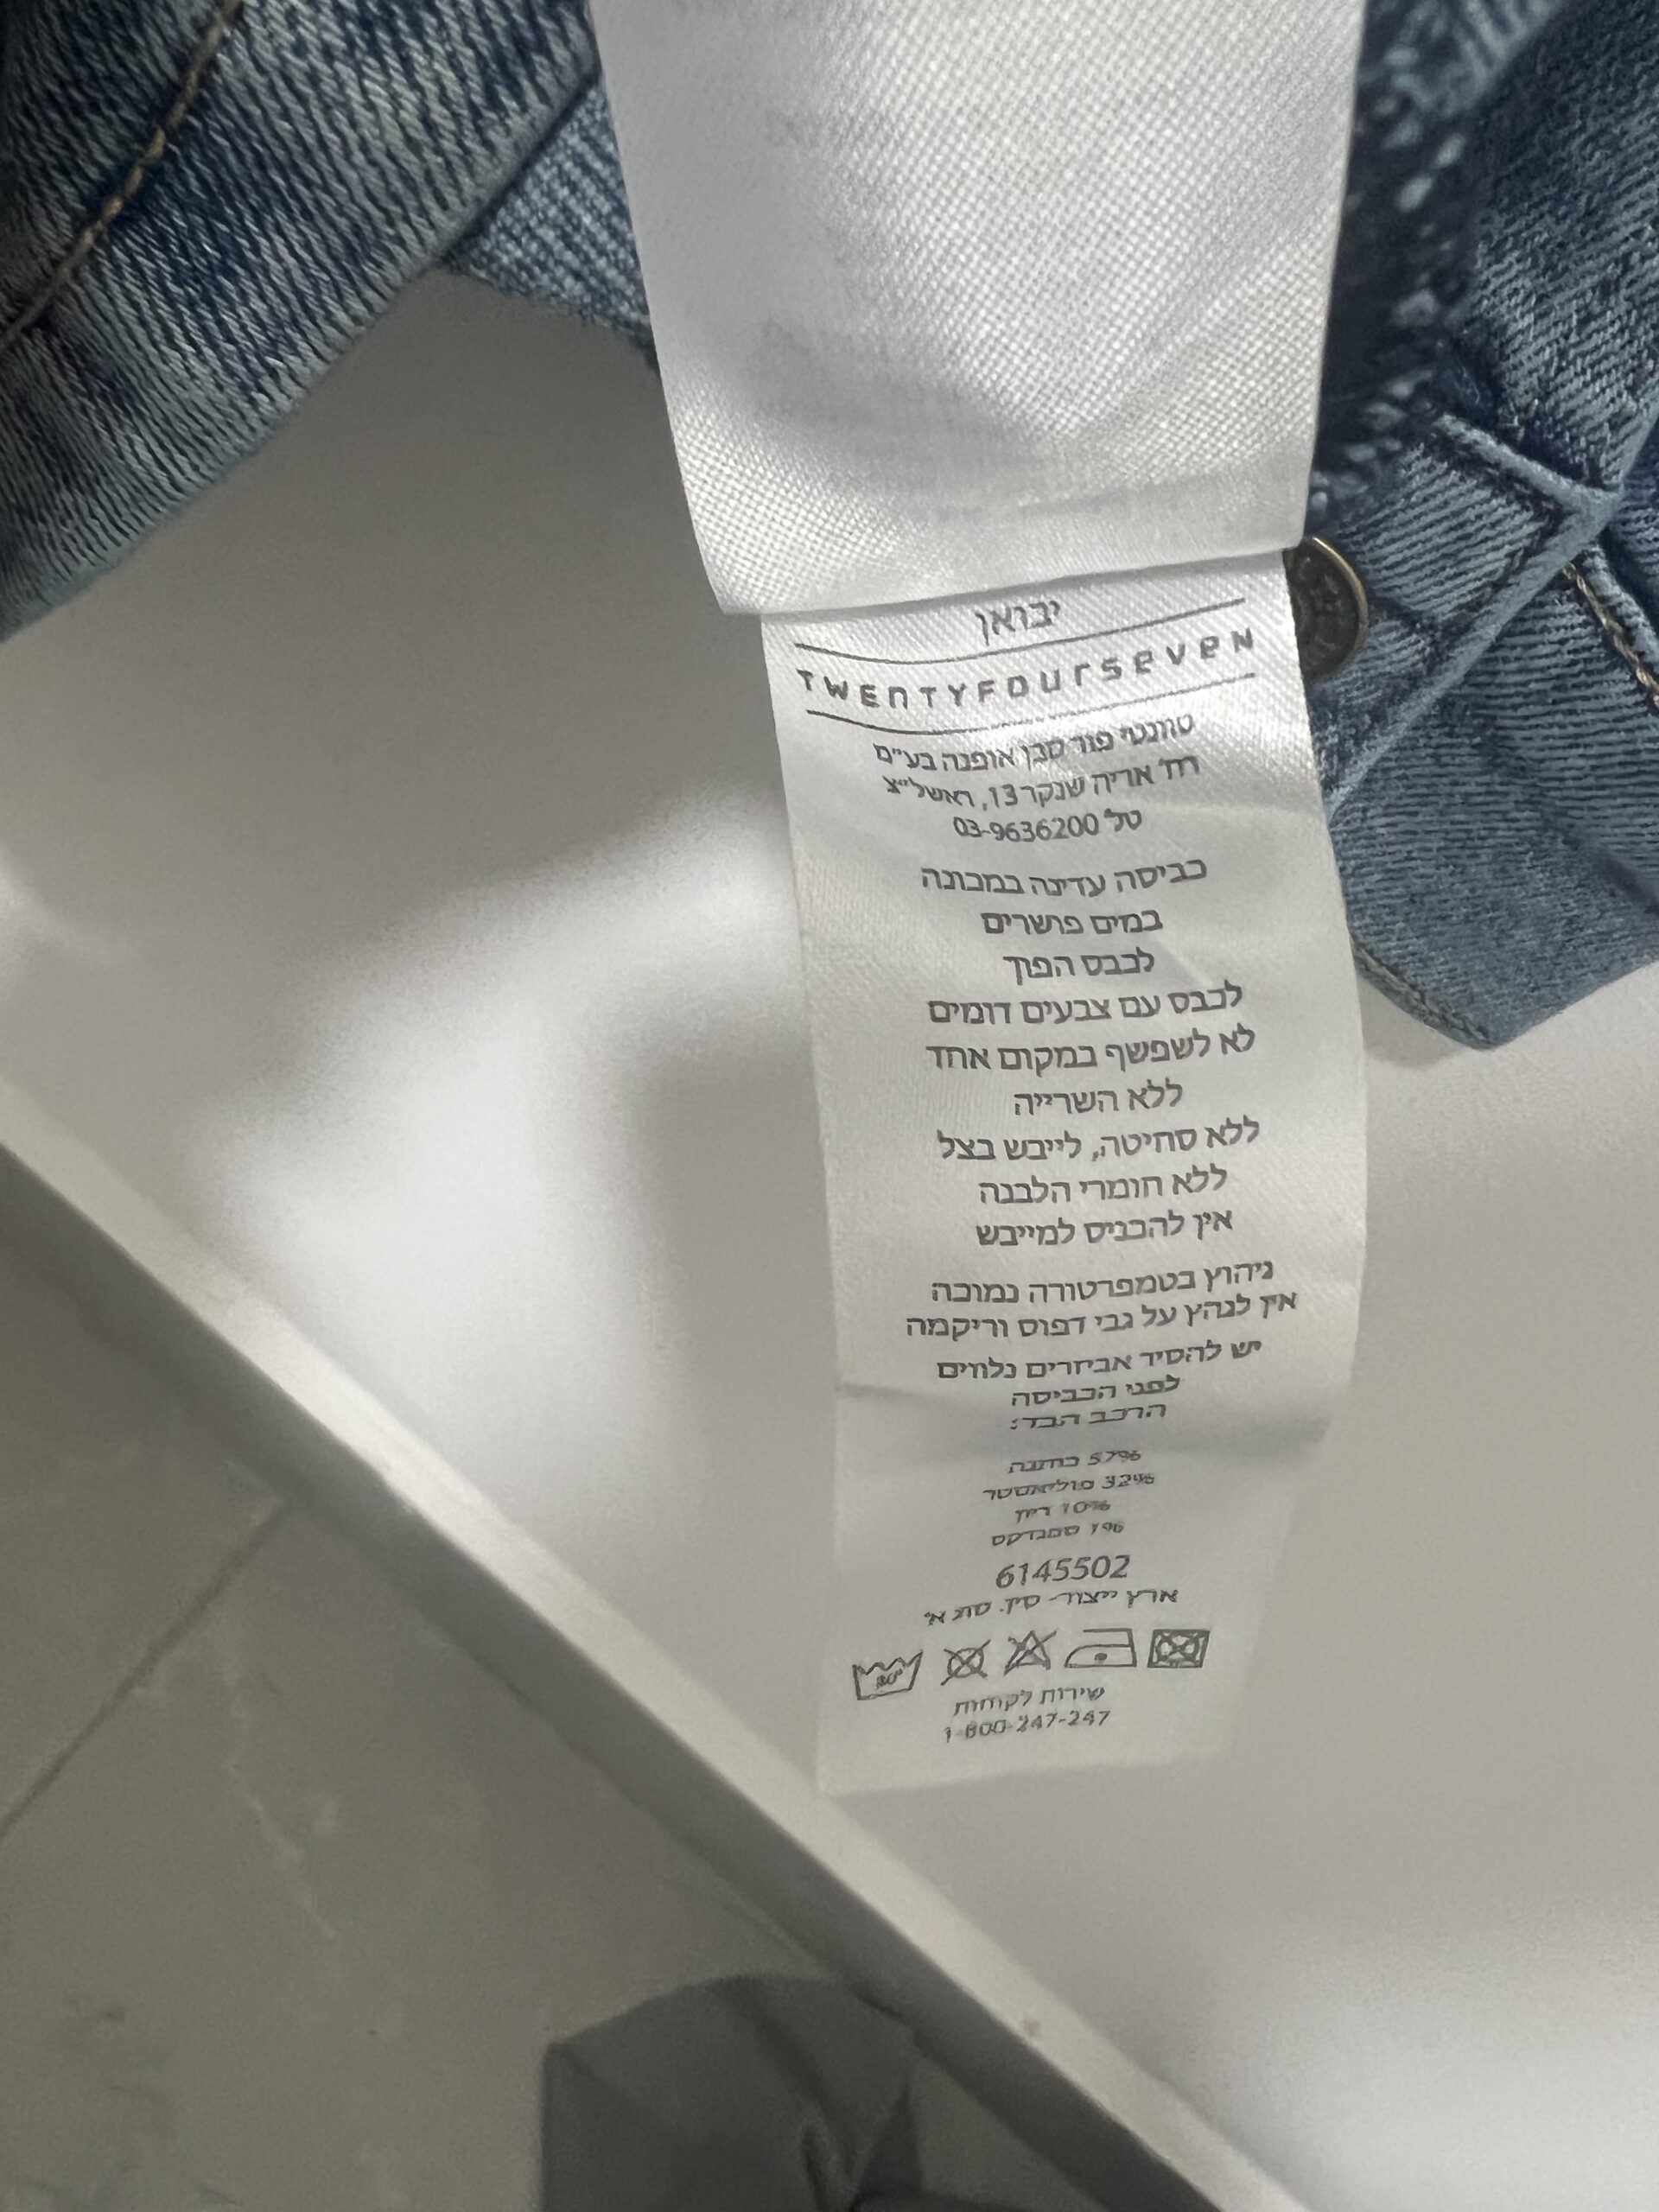 יבואן
TWENTYFOURSEVEN
טוונטי פור סבן אופנה בע"מ
רח' אריה שנקר 13, ראשל"צ
טל' 03-9636200
כביסה עדינה במכונה
במים פושרים
לכבס הפוך
לכבס עם צבעים דומים
לא לשפשף במקום אחד
ללא השרייה
ללא סחיטה, לייבש בצל
ללא חומרי הלבנה
אין להכניס למייבש
גיהוץ בטמפרטורה נמוכה
אין לגהץ על גבי דפוס וריקמה
יש להסיר אביזרים נלווים
לפני הכביסה
הרכב הבד:
57% כותנה
32% פוליאסטר
10% ריון
1% ספנדקס
6145502
ארץ ייצור- סין. סוג א'
30°
שירות לקוחות
1-800-247-247